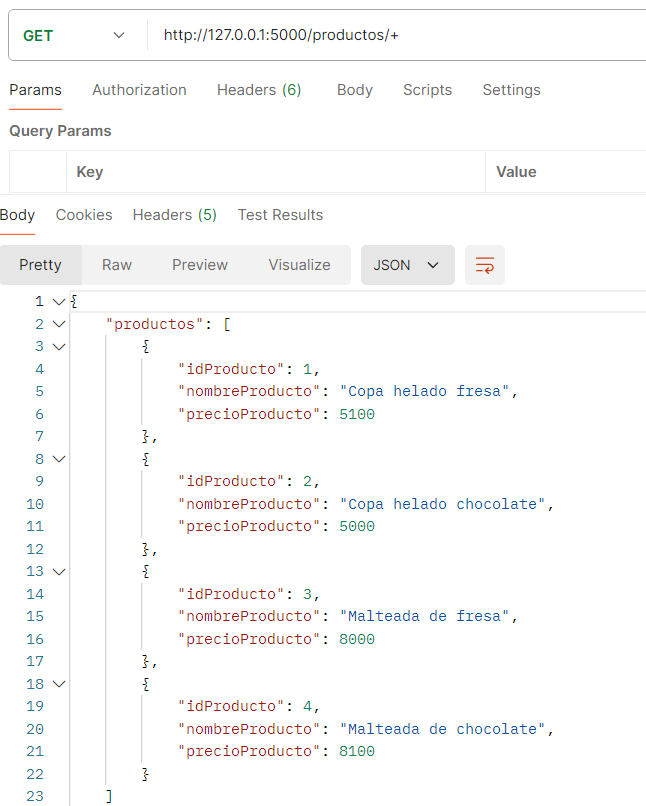 GET http://127.0.0.1:5000/productos/+
Params Authorization Headers (6) Body Scripts Settings
Query Params
Key Value
Body Cookies Headers (5) Test Results
Pretty Raw Preview Visualize JSON
1 {
2 "productos": [
3 {
4 "idProducto": 1,
5 "nombreProducto": "Copa helado fresa",
6 "precioProducto": 5100
7 },
8 {
9 "idProducto": 2,
10 "nombreProducto": "Copa helado chocolate",
11 "precioProducto": 5000
12 },
13 {
14 "idProducto": 3,
15 "nombreProducto": "Malteada de fresa",
16 "precioProducto": 8000
17 },
18 {
19 "idProducto": 4,
20 "nombreProducto": "Malteada de chocolate",
21 "precioProducto": 8100
22 }
23 ]